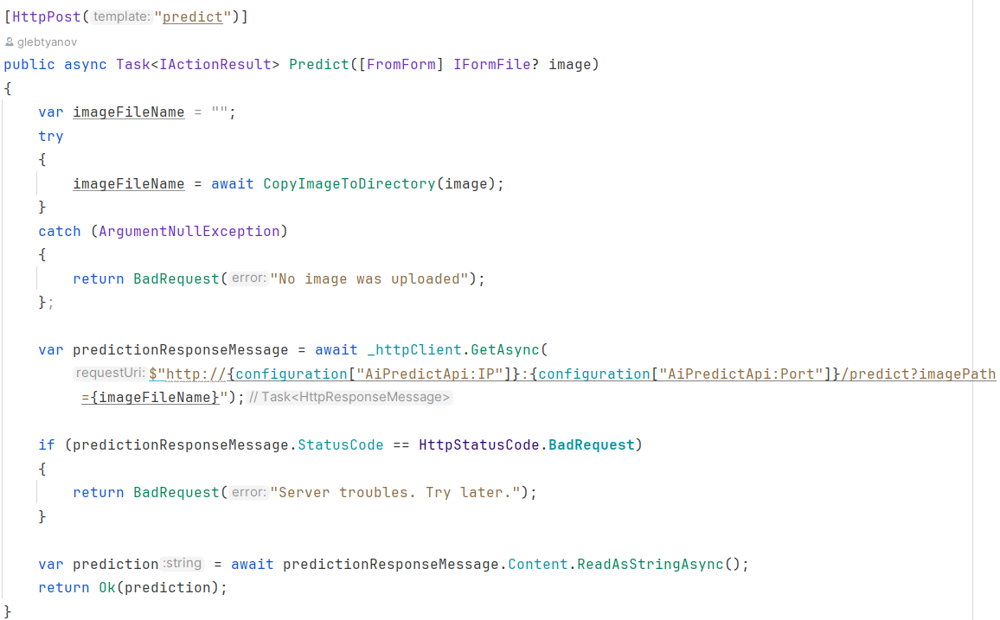 [HttpPost(template:"predict")]
glebtyanov
public async Task<IActionResult> Predict([FromForm] IFormFile? image)
{
    var imageFileName = "";
    try
    {
        imageFileName = await CopyImageToDirectory(image);
    }
    catch (ArgumentNullException)
    {
        return BadRequest(error:"No image was uploaded");
    };
    var predictionResponseMessage = await _httpClient.GetAsync(
        requestUri:$"http://{configuration["AiPredictApi:IP"]}:{configuration["AiPredictApi:Port"]}/predict?imagePath
         ={imageFileName}"); // Task<HttpResponseMessage>
    if (predictionResponseMessage.StatusCode == HttpStatusCode.BadRequest)
    {
        return BadRequest(error:"Server troubles. Try later.");
    }
    var prediction:string = await predictionResponseMessage.Content.ReadAsStringAsync();
    return Ok(prediction);
}